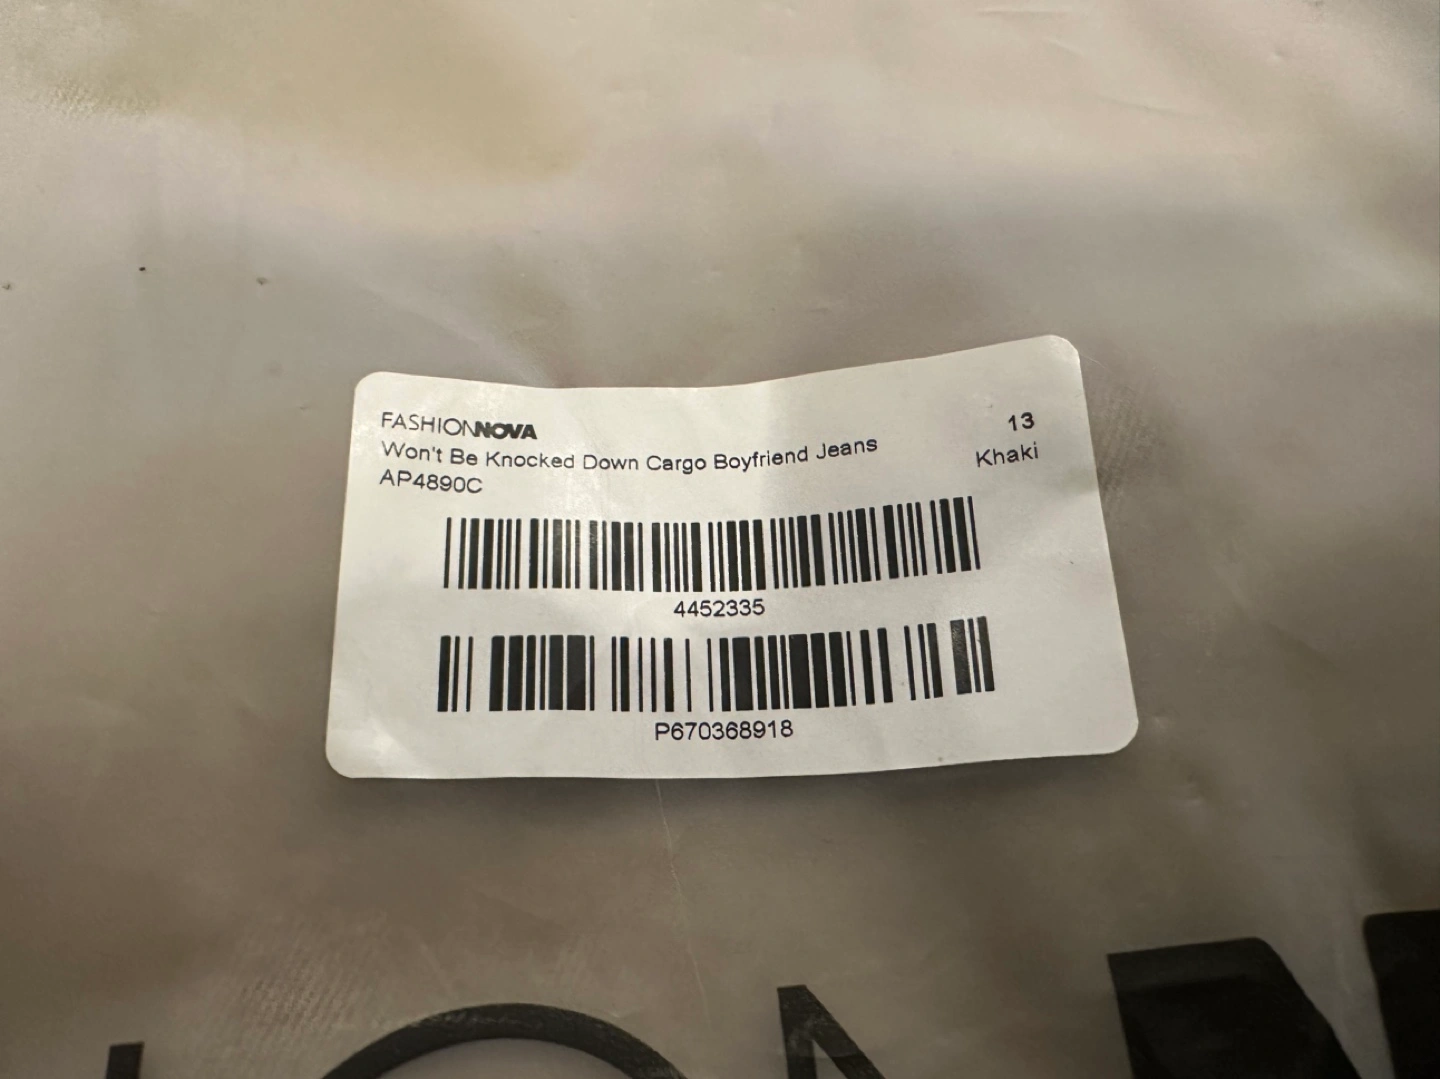 FASHIONNOVA 13
Won't Be Knocked Down Cargo Boyfriend Jeans Khaki
AP4890C
4452335
P670368918